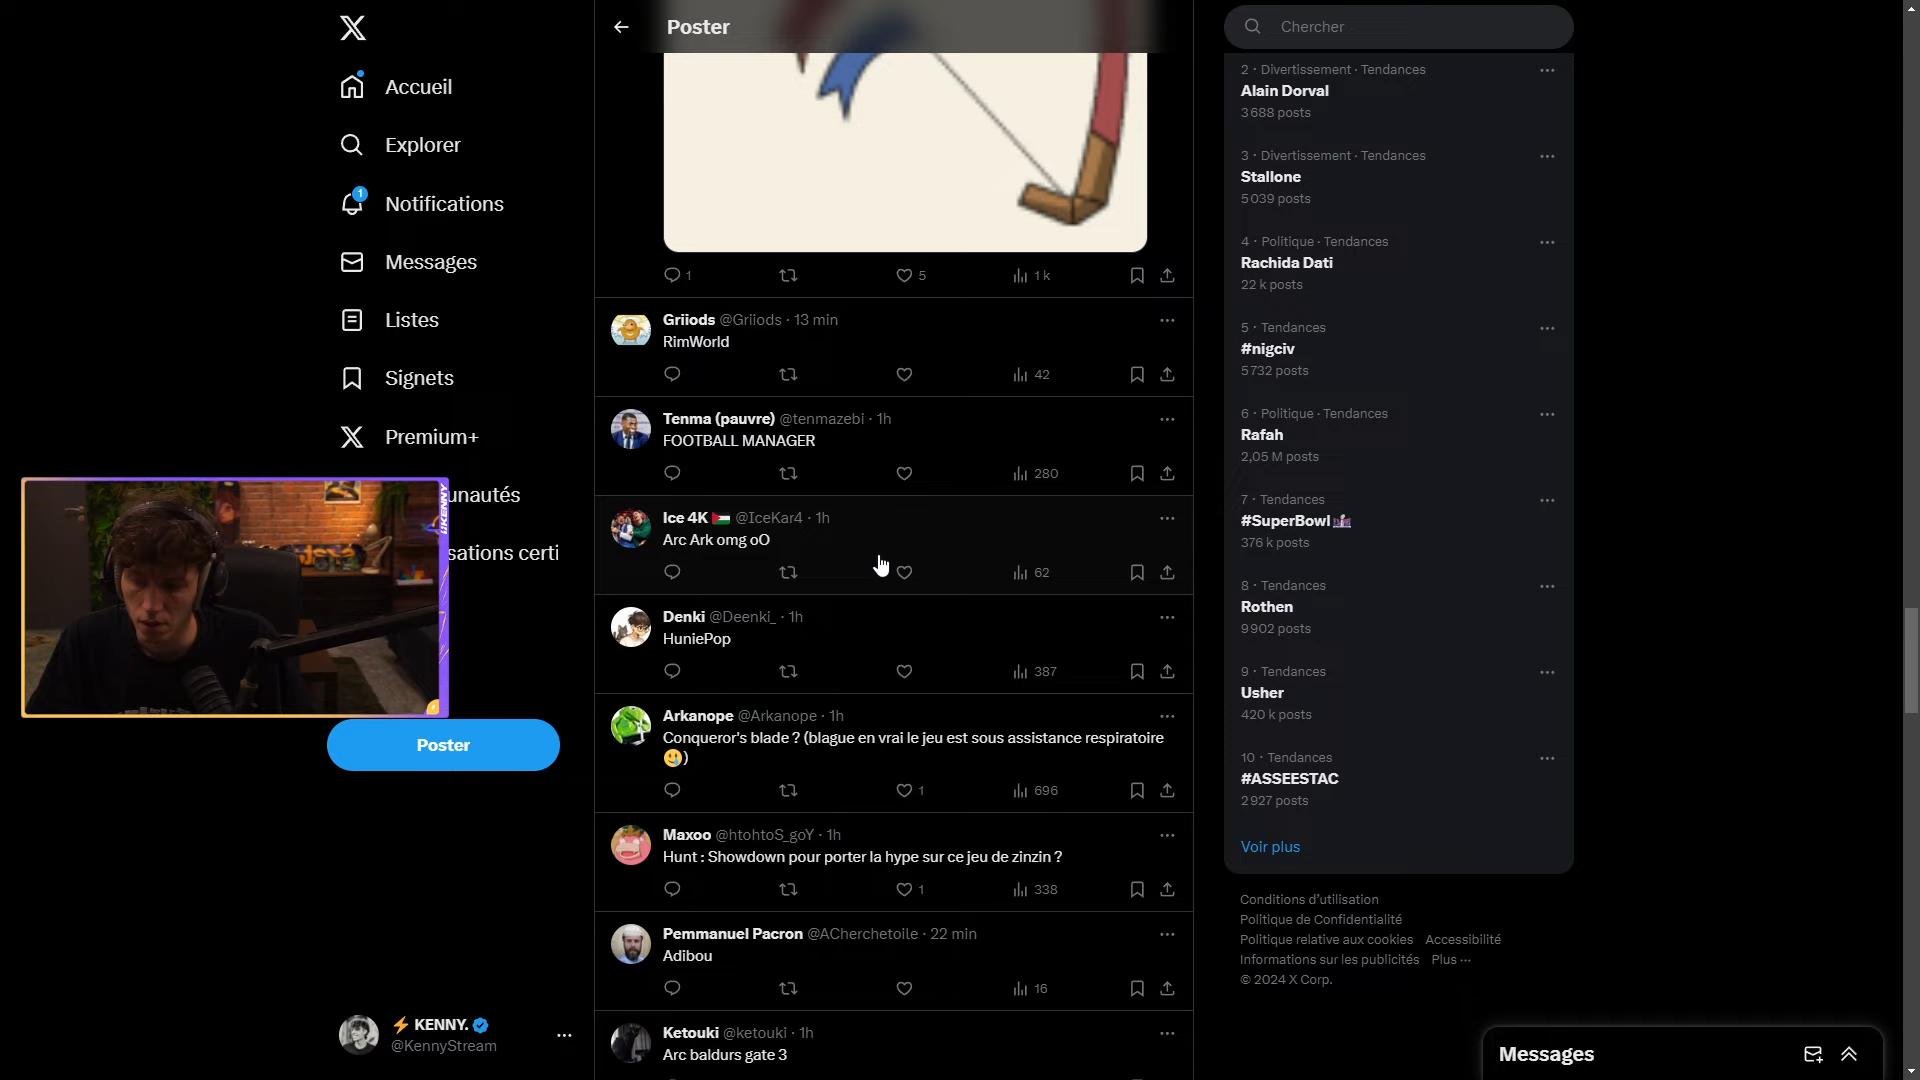 Accueil
Explorer
1
Notifications
Messages
Listes
Signets
Premium+
unautés
sations certi
KENNY
Poster
⚡ KENNY.
@KennyStream
Poster
1
5
1 k
Griiods @Griiods · 13 min
RimWorld
42
Tenma (pauvre) @tenmazebi · 1h
FOOTBALL MANAGER
280
Ice 4K 🇵🇸 @IceKar4 · 1h
Arc Ark omg oO
62
Denki @Deenki_ · 1h
HuniePop
387
Arkanope @Arkanope · 1h
Conqueror's blade ? (blague en vrai le jeu est sous assistance respiratoire
🥲)
1
696
Maxoo @htohtoS_goY · 1h
Hunt : Showdown pour porter la hype sur ce jeu de zinzin ?
1
338
Pemmanuel Pacron @ACherchetoile · 22 min
Adibou
16
Ketouki @ketouki · 1h
Arc baldurs gate 3
Chercher
2 · Divertissement · Tendances
Alain Dorval
3 688 posts
3 · Divertissement · Tendances
Stallone
5 039 posts
4 · Politique · Tendances
Rachida Dati
22 k posts
5 · Tendances
#nigciv
5 732 posts
6 · Politique · Tendances
Rafah
2,05 M posts
7 · Tendances
#SuperBowl
376 k posts
8 · Tendances
Rothen
9 902 posts
9 · Tendances
Usher
420 k posts
10 · Tendances
#ASSEESTAC
2 927 posts
Voir plus
Conditions d’utilisation
Politique de Confidentialité
Politique relative aux cookies Accessibilité
Informations sur les publicités Plus ···
© 2024 X Corp.
Messages